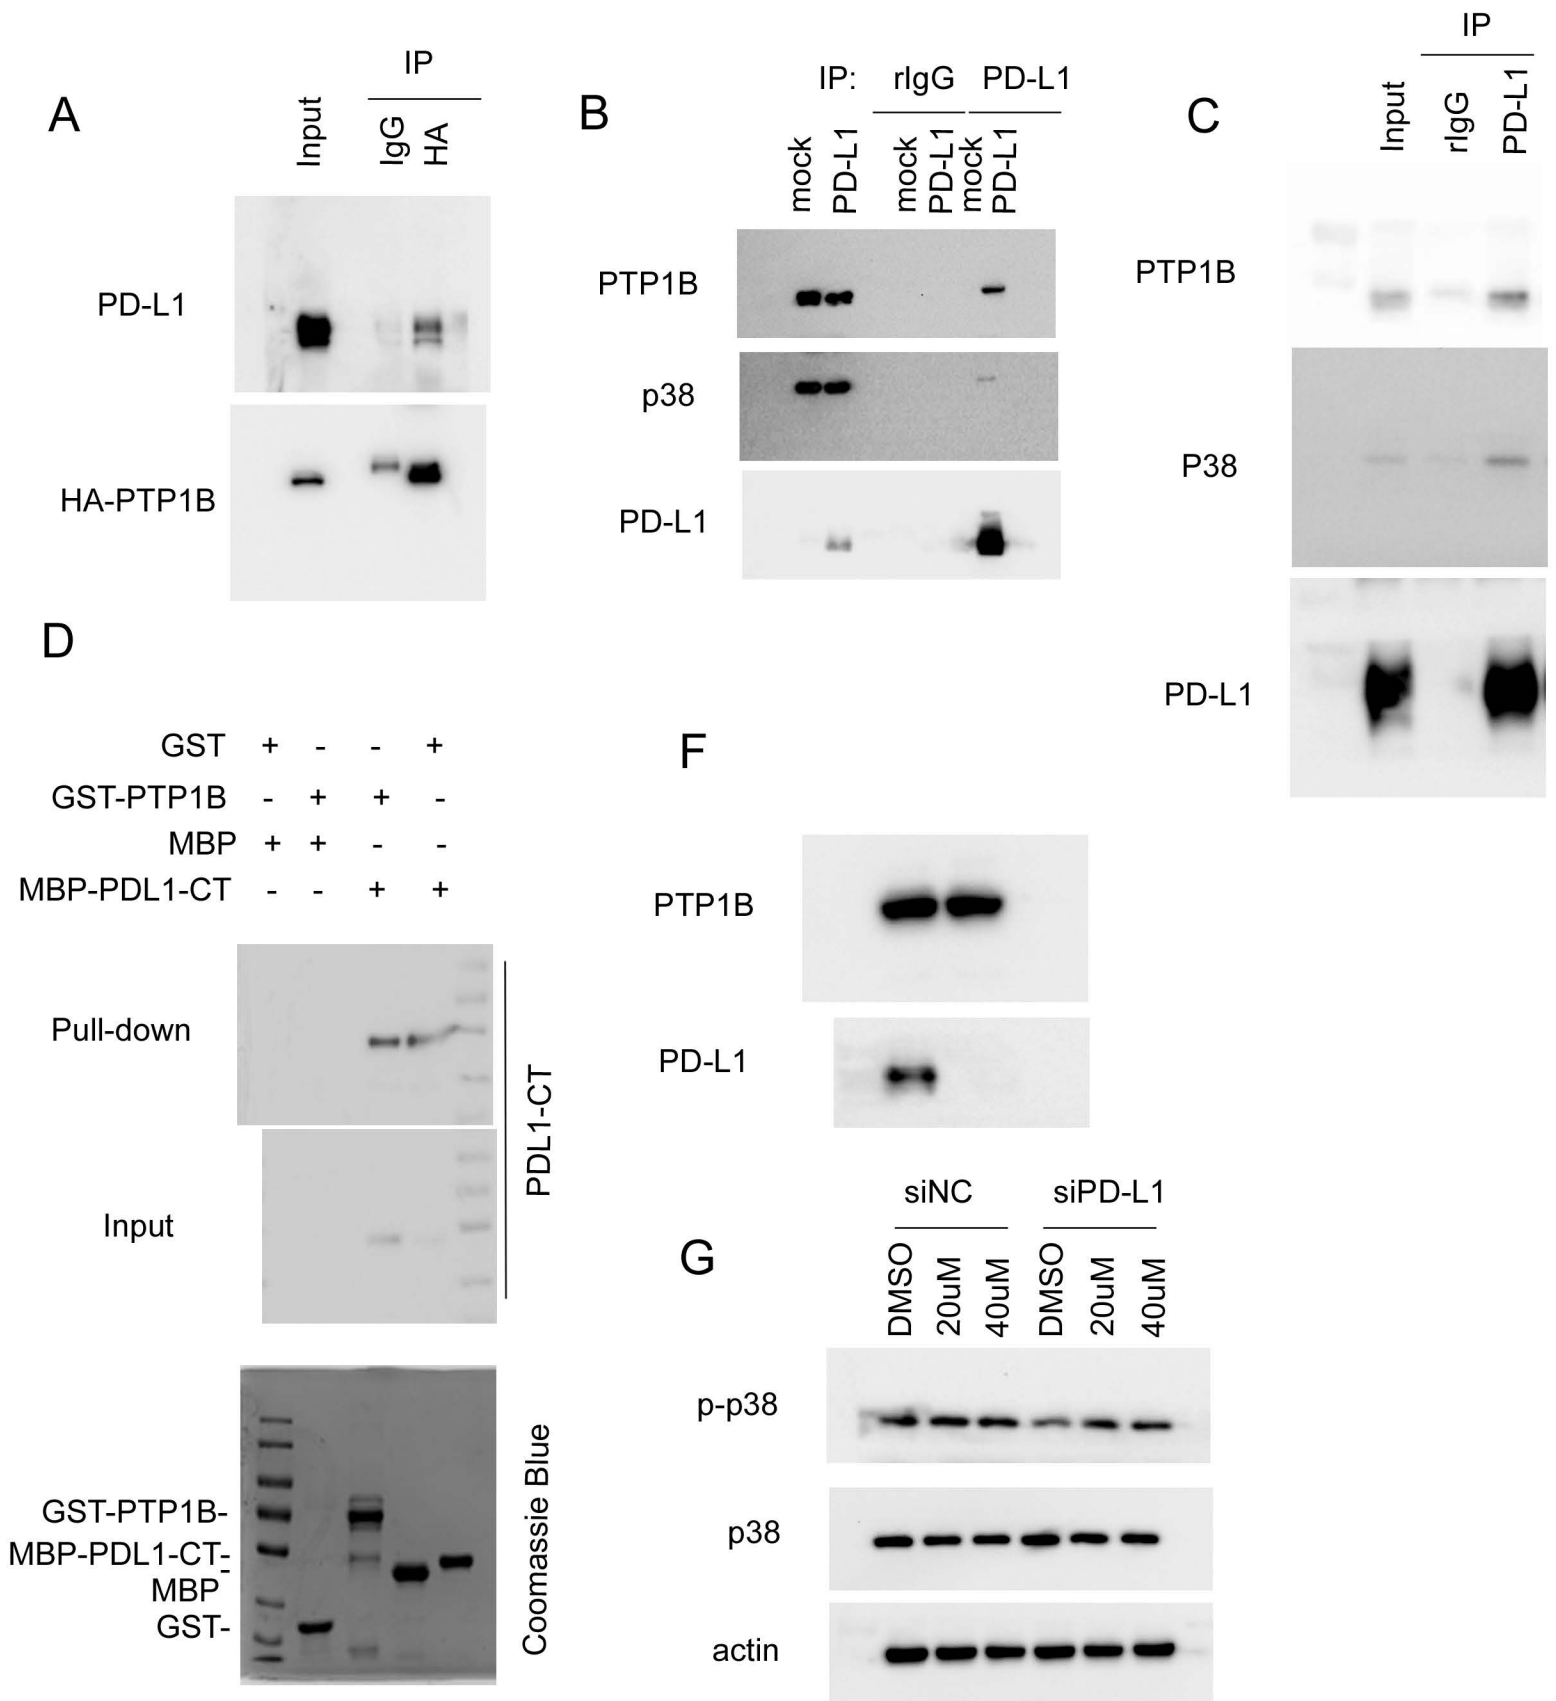 A
IP
Input
IgG
HA
PD-L1
HA-PTP1B
B
IP: rIgG PD-L1
mock
PD-L1
mock
PD-L1
mock
PD-L1
PTP1B
p38
PD-L1
C
IP
Input
rIgG
PD-L1
PTP1B
P38
PD-L1
D
GST + - - +
GST-PTP1B - + + -
MBP + + - -
MBP-PDL1-CT - - + +
Pull-down
Input
PDL1-CT
GST-PTP1B-
MBP-PDL1-CT-
MBP-
GST-
Coomassie Blue
F
PTP1B
PD-L1
G
siNC siPD-L1
DMSO
20uM
40uM
DMSO
20uM
40uM
p-p38
p38
actin